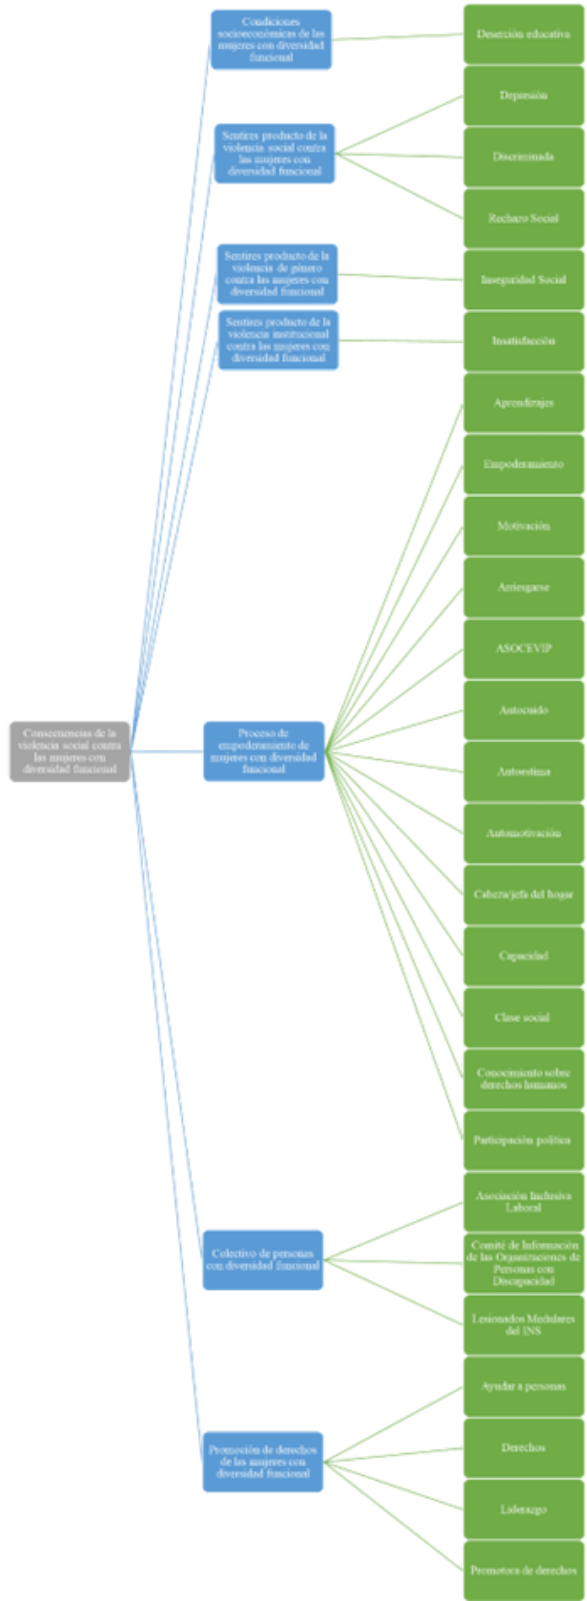 Condiciones
socioeconómicas de las
mujeres con diversidad
funcional
Deserción educativa
Sentires producto de la
violencia social contra
las mujeres con
diversidad funcional
Depresión
Discriminada
Rechazo Social
Sentires producto de la
violencia de género
contra las mujeres con
diversidad funcional
Inseguridad Social
Sentires producto de la
violencia institucional
contra las mujeres con
diversidad funcional
Insatisfacción
Consecuencias de la
violencia social contra
las mujeres con
diversidad funcional
Proceso de
empoderamiento de
mujeres con diversidad
funcional
Aprendizajes
Empoderamiento
Motivación
Arriesgarse
ASOCEVIP
Autocuido
Autoestima
Automotivación
Cabeza/jefa del hogar
Capacidad
Clase social
Conocimiento sobre
derechos humanos
Participación política
Colectivo de personas
con diversidad funcional
Asociación Inclusiva
Laboral
Comité de Información
de las Organizaciones de
Personas con
Discapacidad
Lesionados Medulares
del INS
Promoción de derechos
de las mujeres con
diversidad funcional
Ayudar a personas
Derechos
Liderazgo
Promotora de derechos